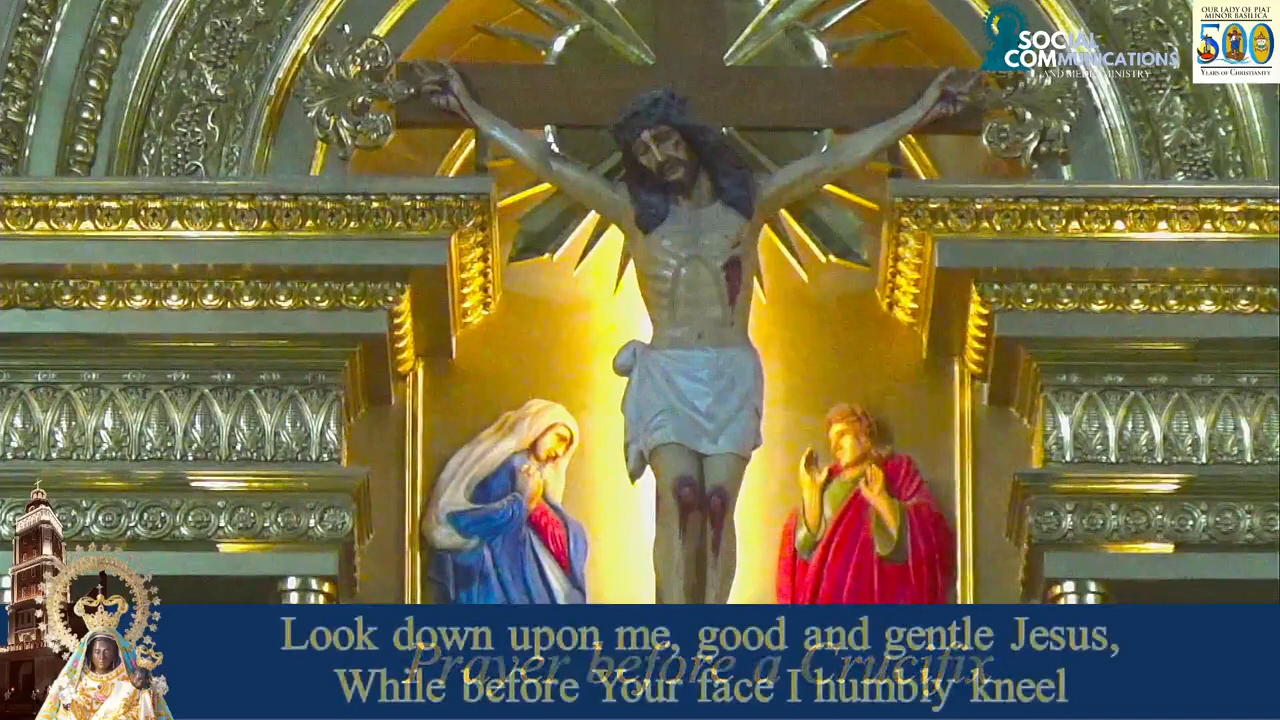 SOCIAL
COMMUNICATIONS
AND MEDIA MINISTRY
OUR LADY OF PIAT
MINOR BASILICA
500
YEARS OF CHRISTIANITY
Look down upon me, good and gentle Jesus,
Prayer before a Crucifix
While before Your face I humbly kneel